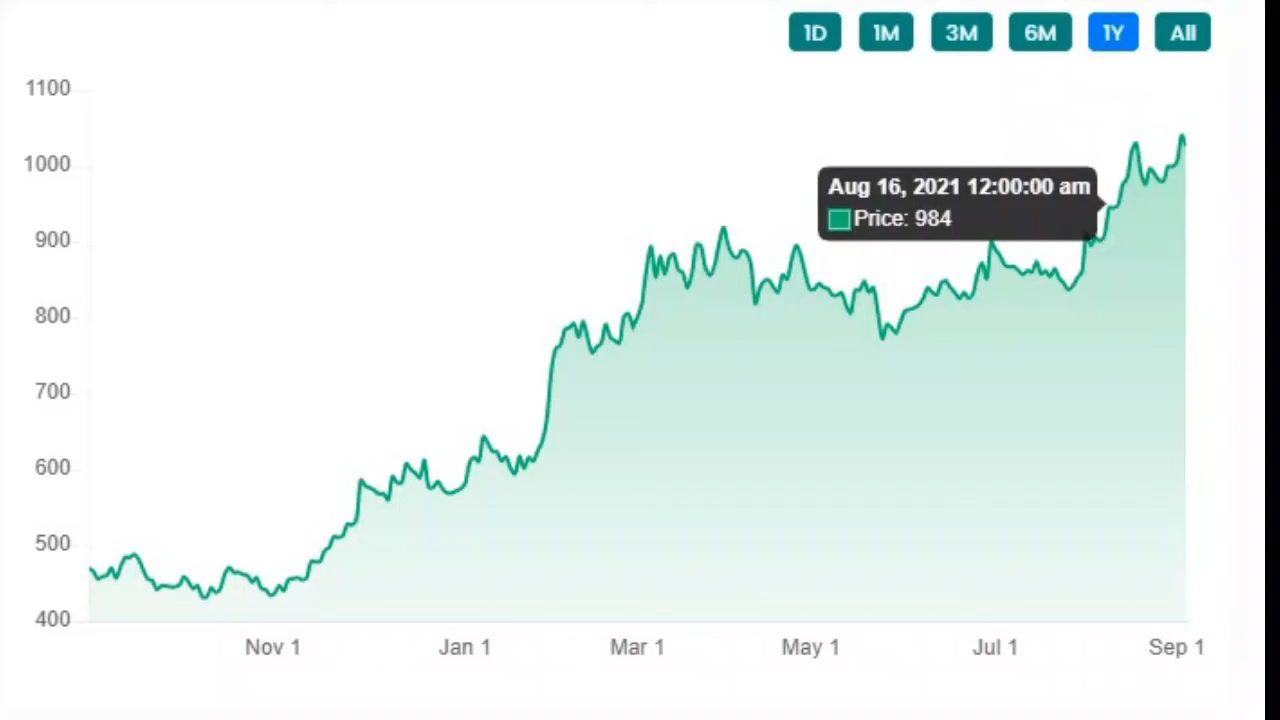 1D 1M 3M 6M 1Y All
1100
1000
900
800
700
600
500
400
Aug 16, 2021 12:00:00 am
Price: 984
Nov 1 Jan 1 Mar 1 May 1 Jul 1 Sep 1